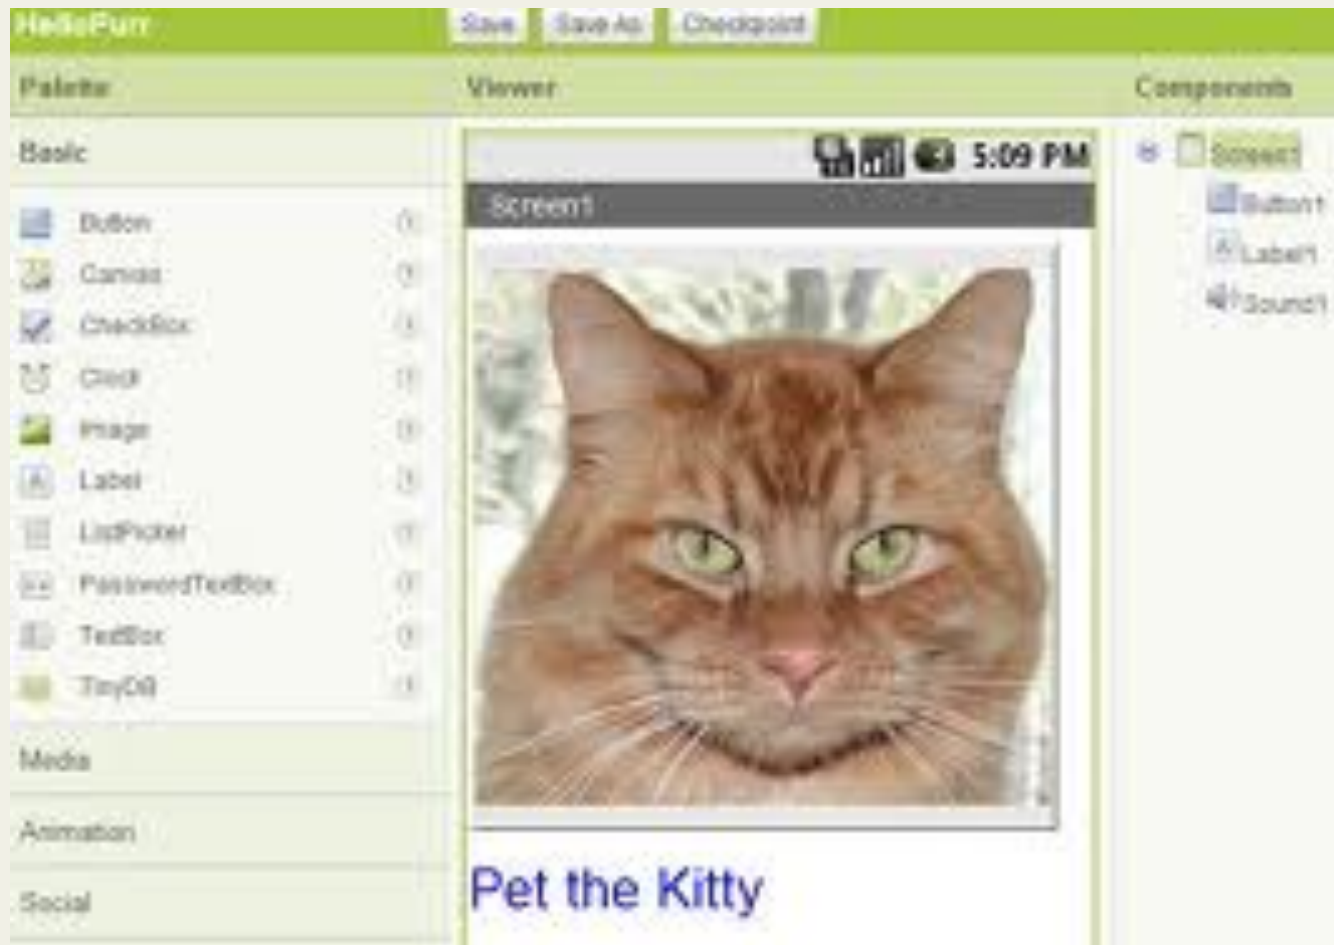 HelloPurr
Save Save As Checkpoint
Palette
Viewer
Components
Basic
Button
Canvas
CheckBox
Clock
Image
Label
ListPicker
PasswordTextBox
TextBox
TinyDB
Media
Animation
Social
5:09 PM
Screen1
Pet the Kitty
Screen1
Button1
Label1
Sound1